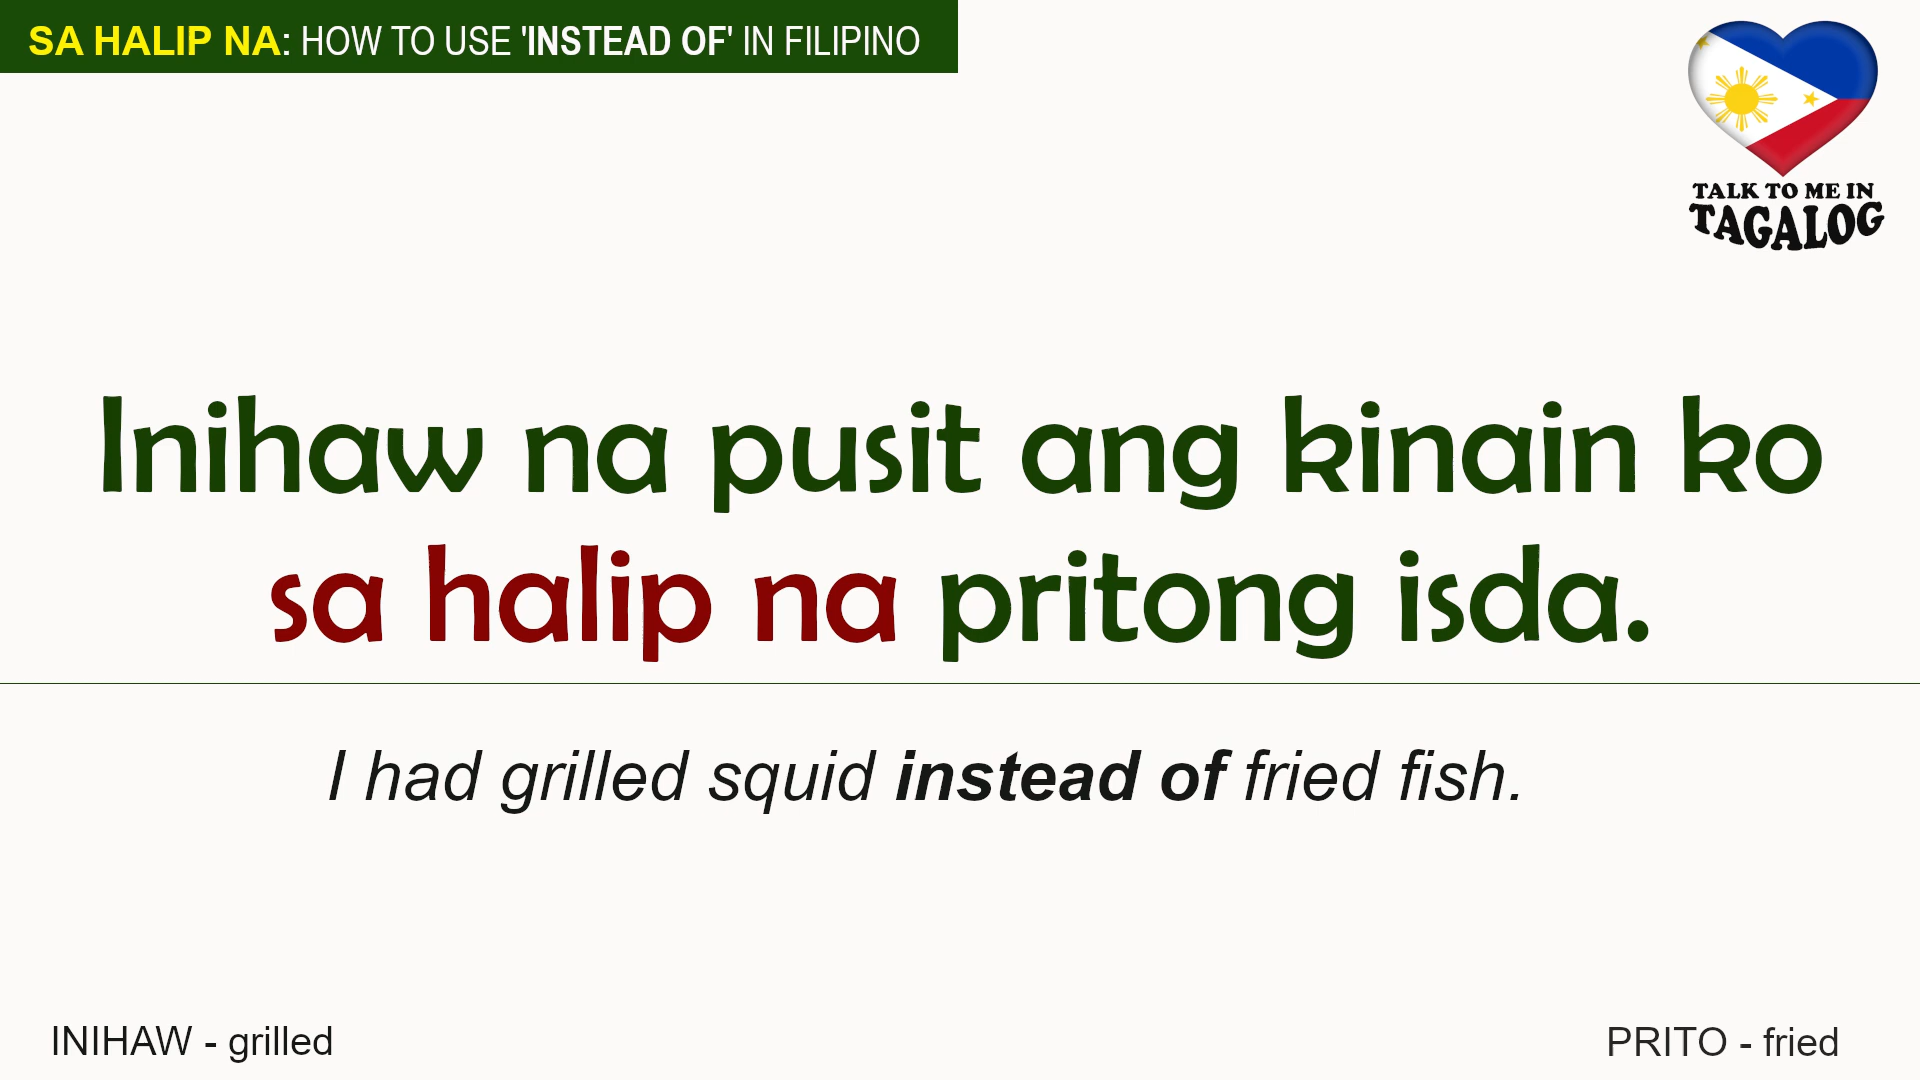 SA HALIP NA: HOW TO USE 'INSTEAD OF' IN FILIPINO
TALK TO ME IN
TAGALOG
Inihaw na pusit ang kinain ko
sa halip na pritong isda.
I had grilled squid instead of fried fish.
INIHAW - grilled
PRITO - fried